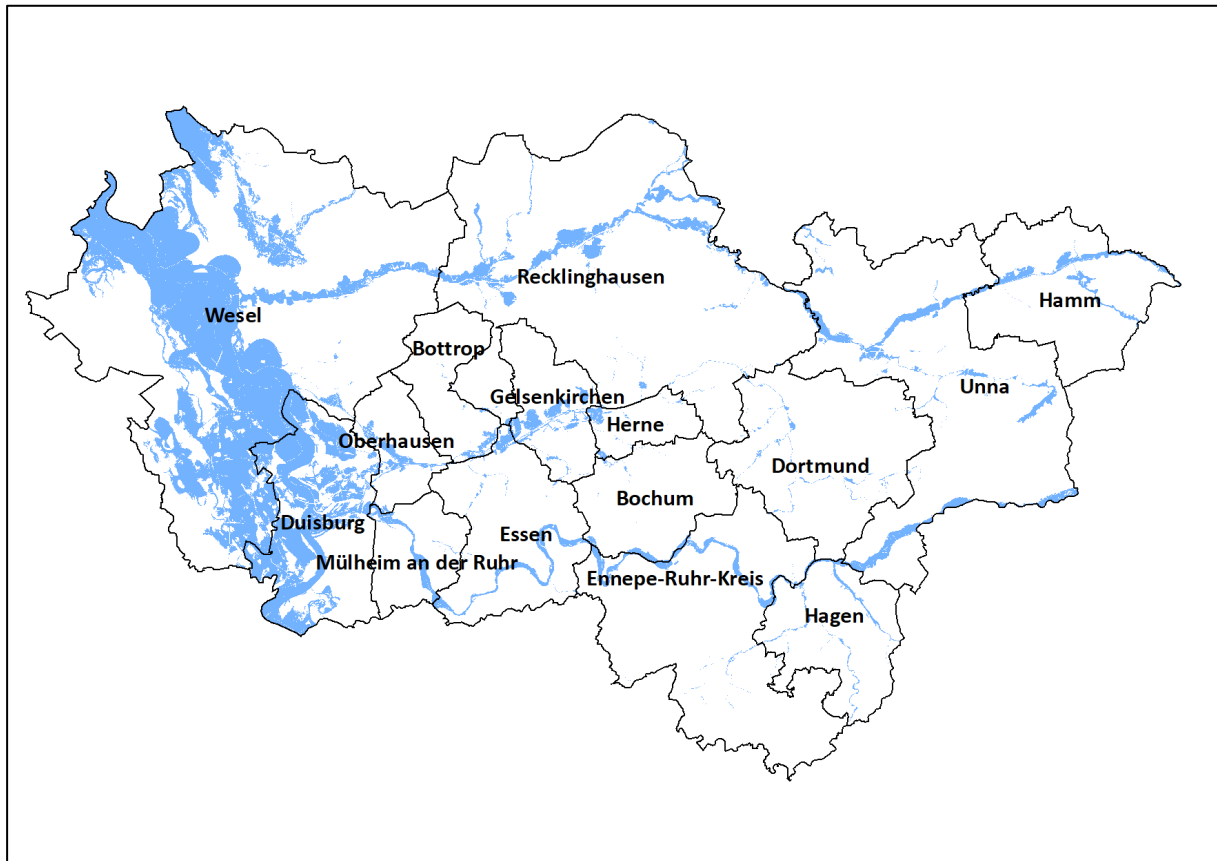 Recklinghausen
Hamm
Wesel
Bottrop
Unna
Gelsenkirchen
Herne
Oberhausen
Dortmund
Bochum
Duisburg
Essen
Mülheim an der Ruhr
Ennepe-Ruhr-Kreis
Hagen